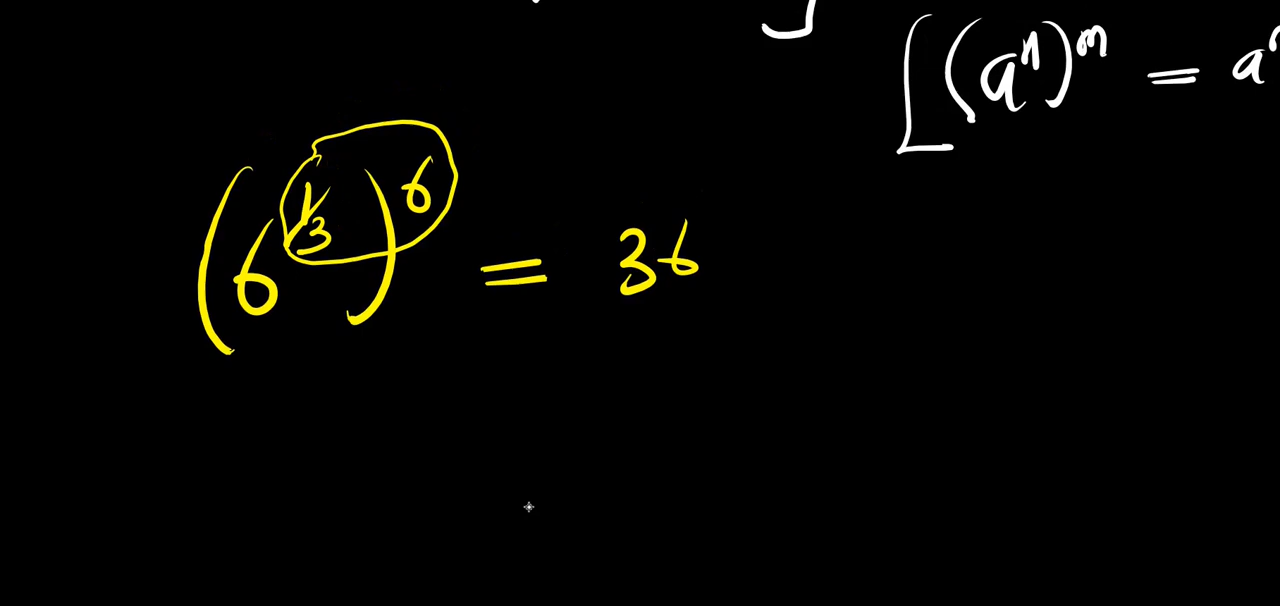 [(aⁿ)ᵐ = a
(6^{1/3})^6 = 36